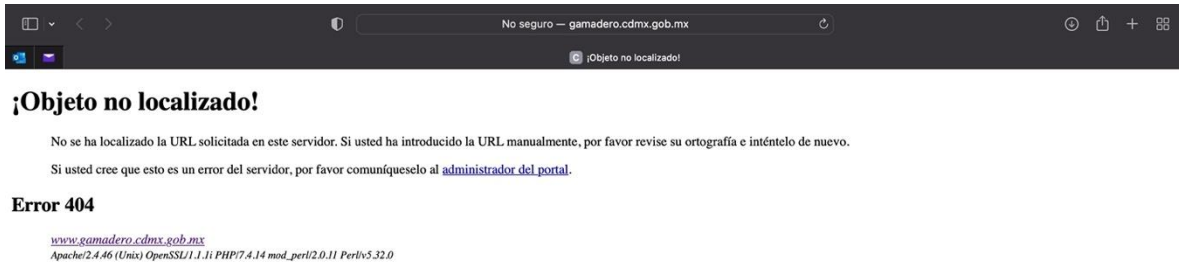 No seguro — gamadero.cdmx.gob.mx
C ¡Objeto no localizado!
¡Objeto no localizado!
No se ha localizado la URL solicitada en este servidor. Si usted ha introducido la URL manualmente, por favor revise su ortografía e inténtelo de nuevo.
Si usted cree que esto es un error del servidor, por favor comuníqueselo al administrador del portal.
Error 404
www.gamadero.cdmx.gob.mx
Apache/2.4.46 (Unix) OpenSSL/1.1.1i PHP/7.4.14 mod_perl/2.0.11 Perl/v5.32.0